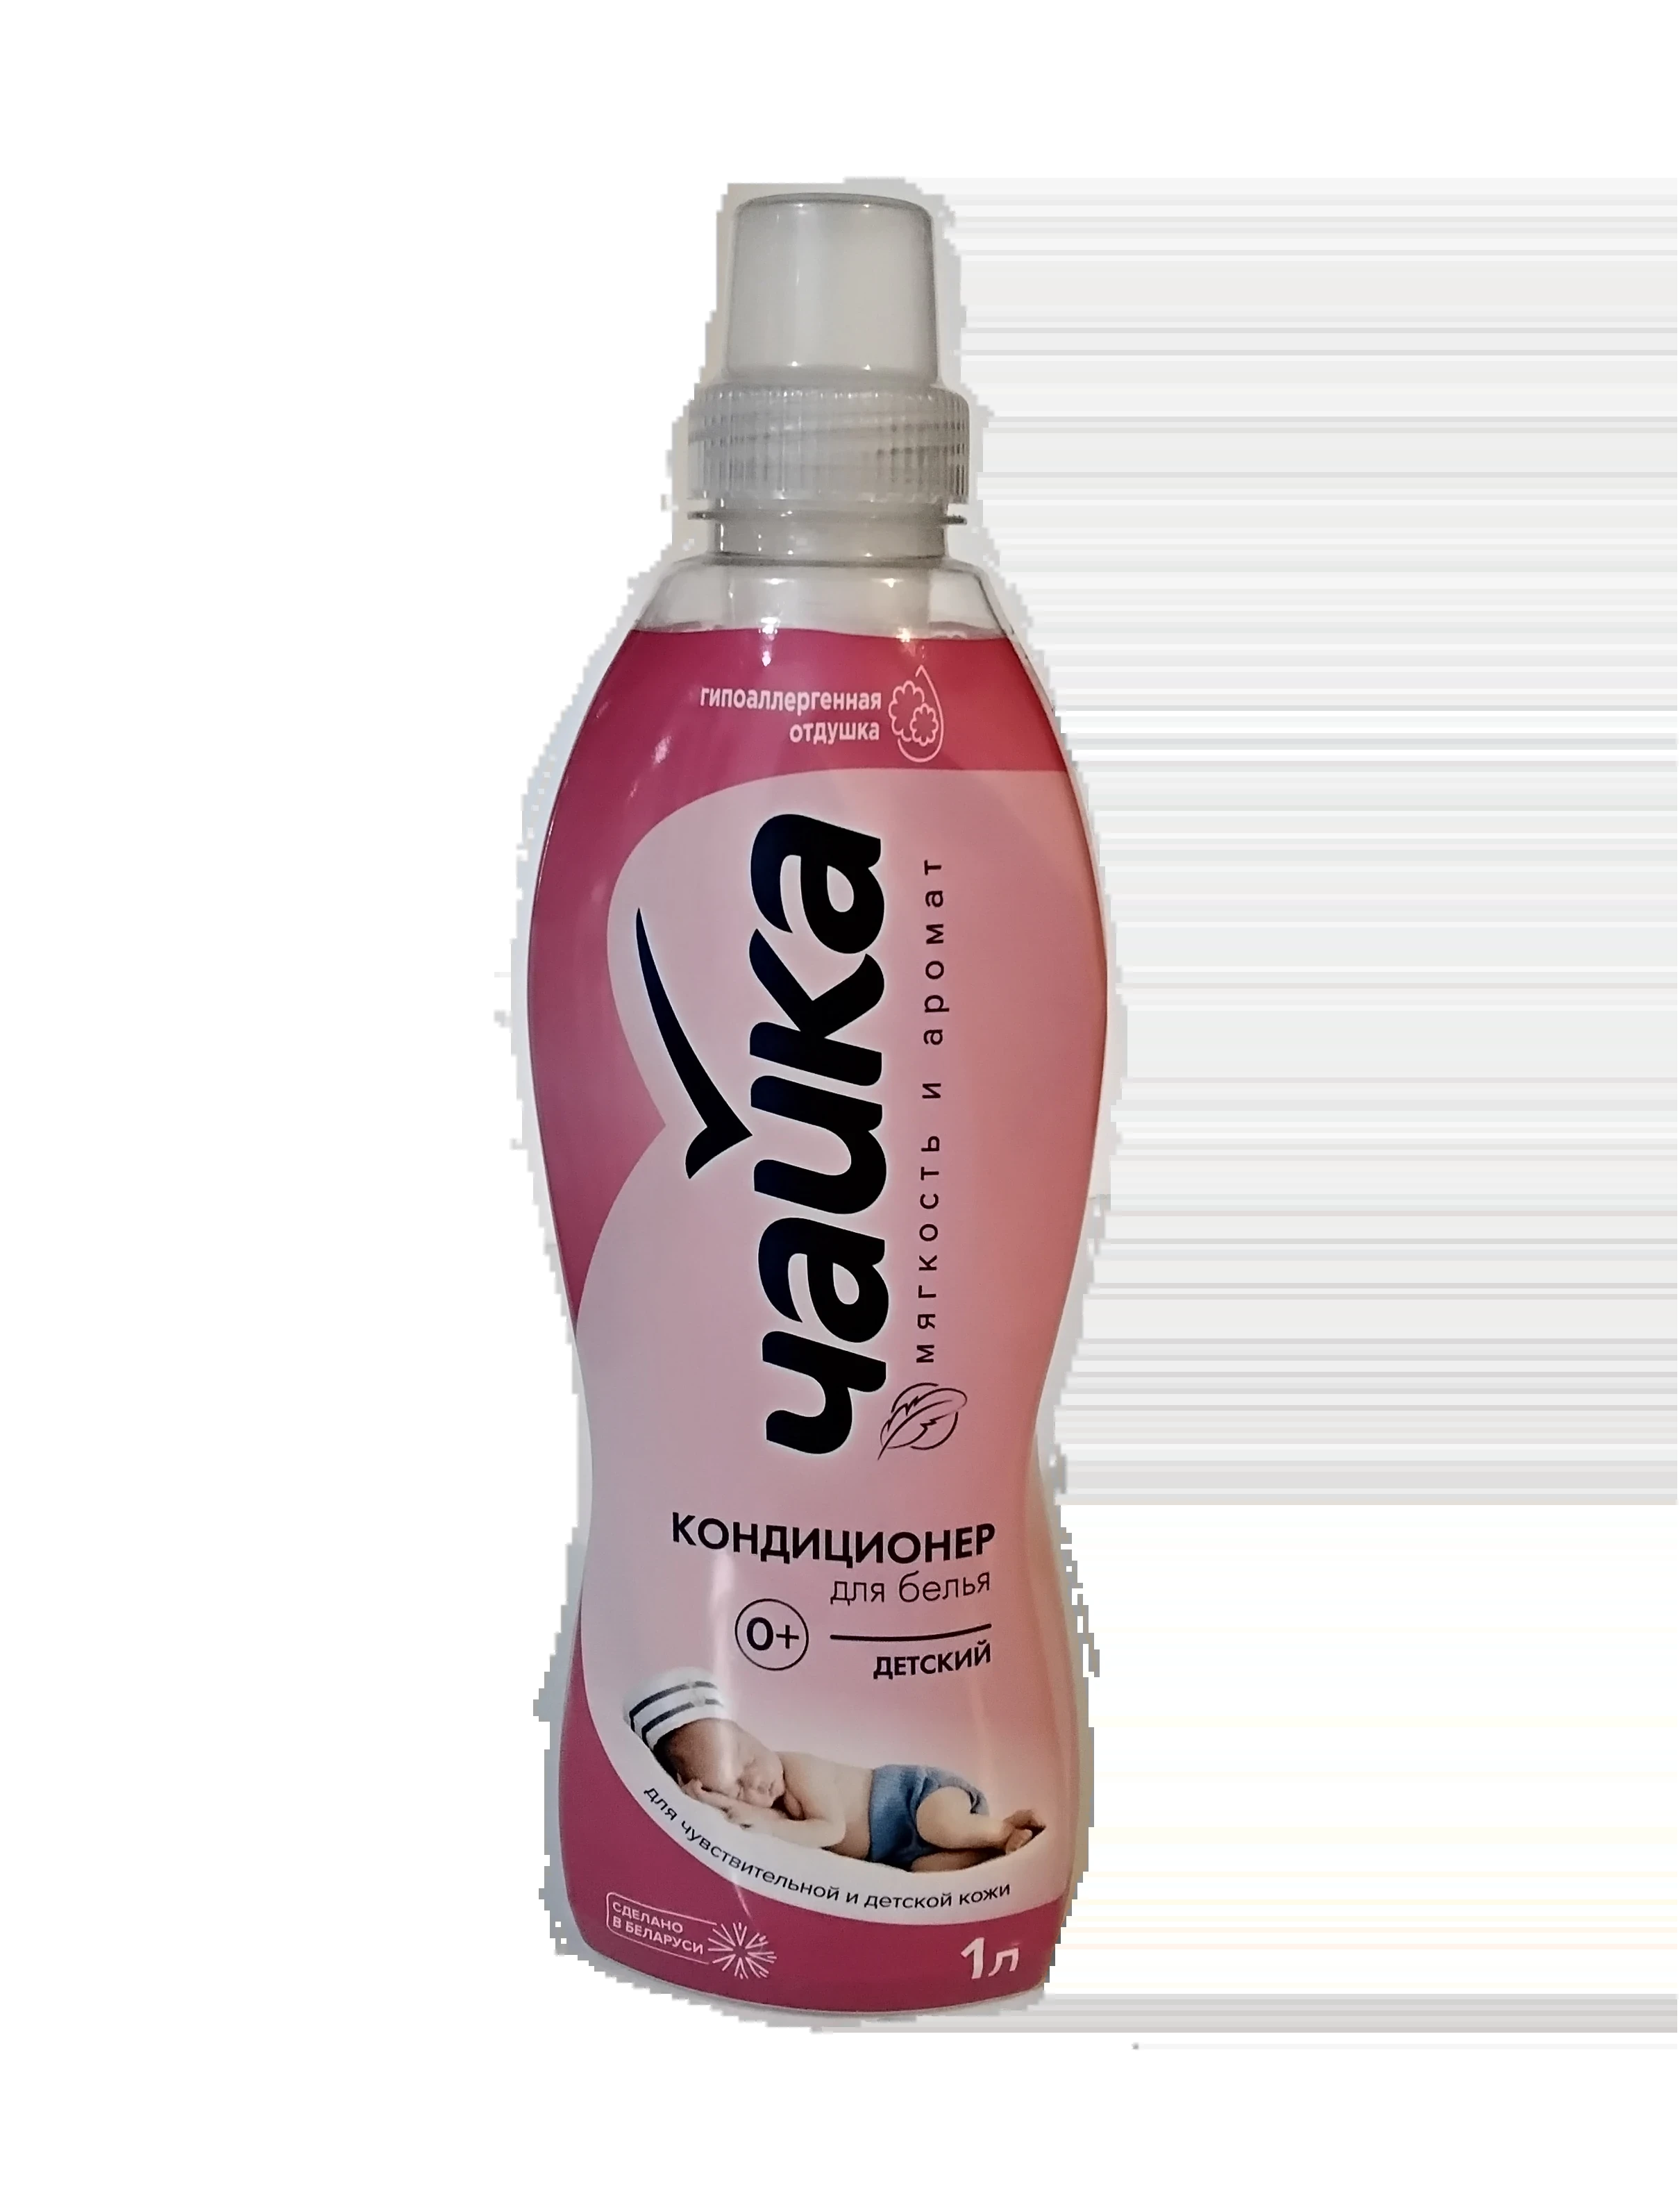 гипоаллергенная
отдушка
чайка
мягкость и аромат
КОНДИЦИОНЕР
для белья
0+
ДЕТСКИЙ
для чувствительной и детской кожи
СДЕЛАНО
В БЕЛАРУСИ
1л